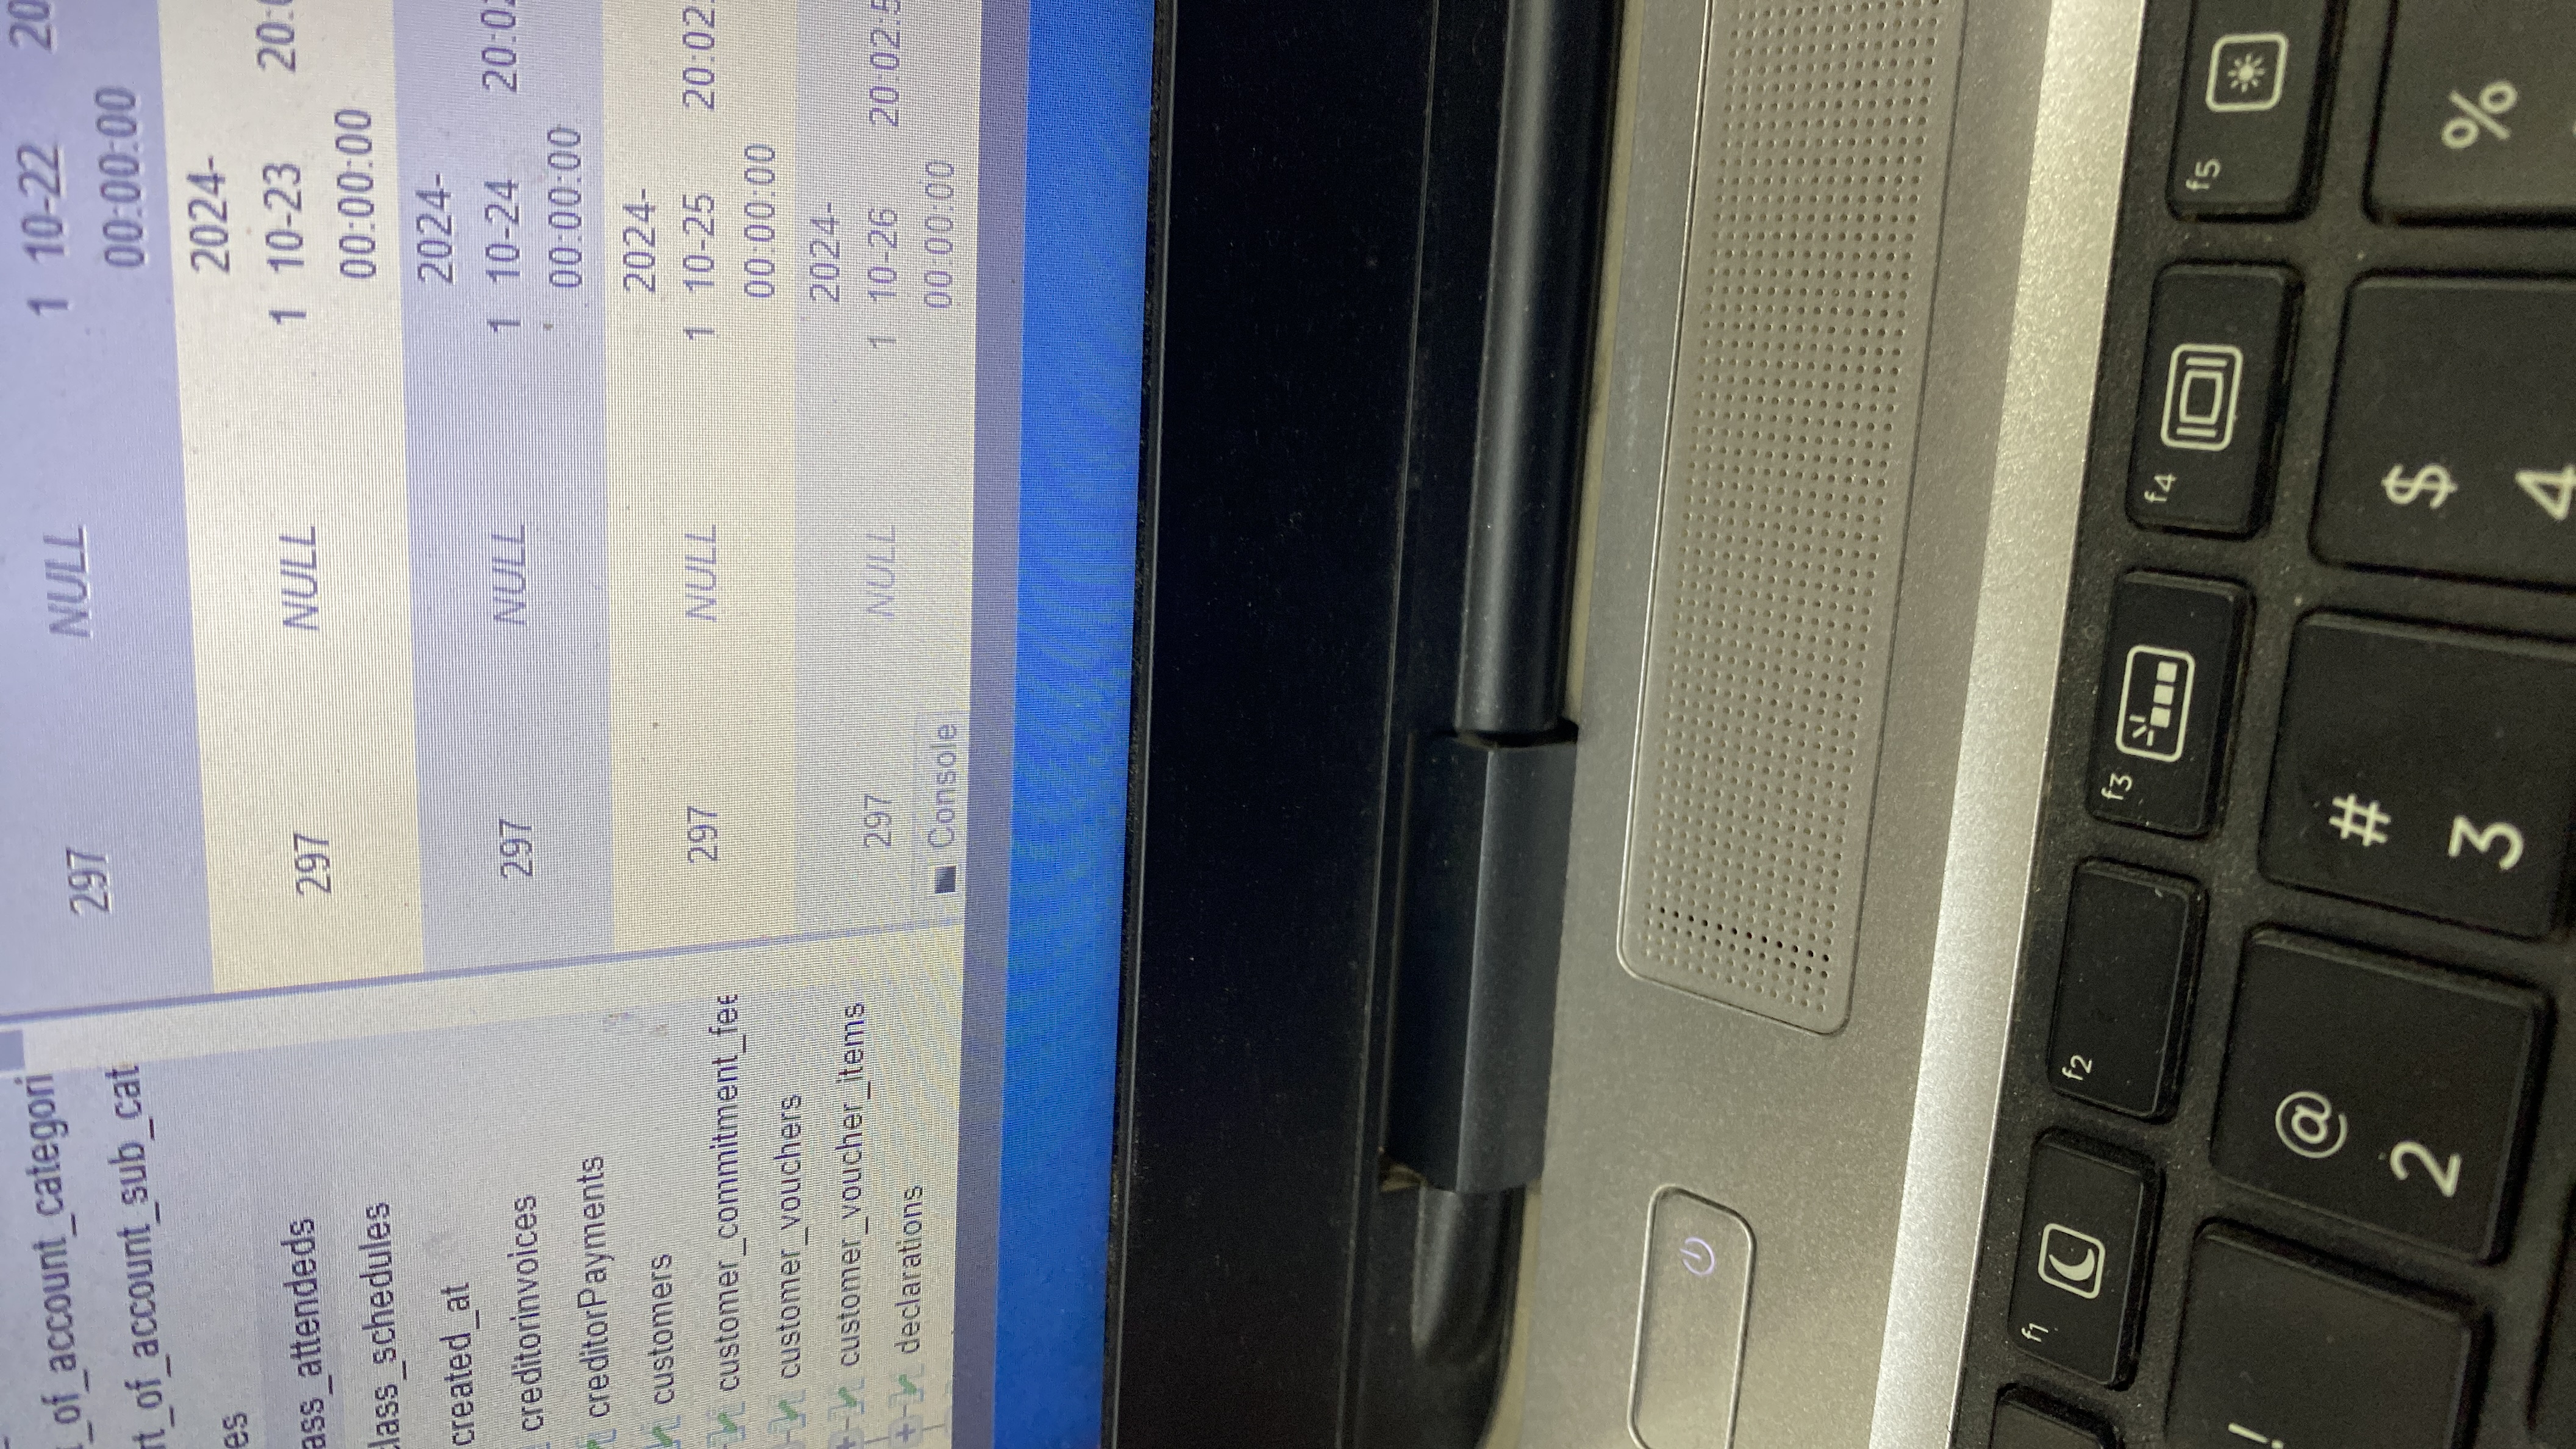 t_of_account_categori
rt_of_account_sub_cat
es
ass_attendeds
lass_schedules
created_at
creditorinvoices
creditorPayments
customers
customer_commitment_fee
customer_vouchers
customer_voucher_items
declarations
297 NULL 1 10-22 20
00:00:00
2024-
297 NULL 1 10-23 20:0
00:00:00
2024-
297 NULL 1 10-24 20:02
00:00:00
2024-
297 NULL 1 10-25 20:02:
00:00:00
2024-
297 NULL 1 10-26 20:02:5
00:00:00
Console
f1
f2
f3
f4
f5
!
@
2
#
3
$
4
%